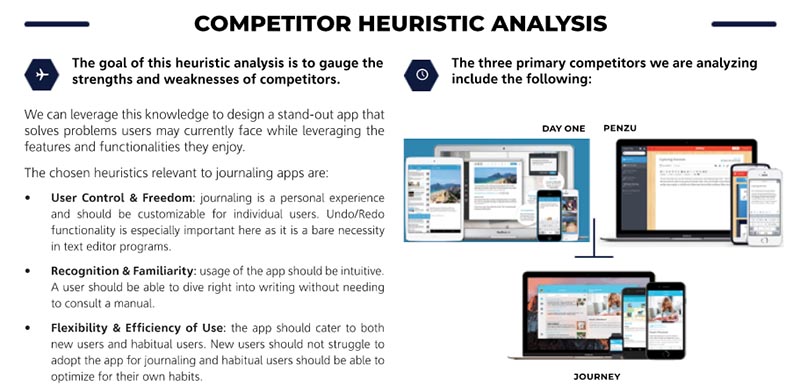 COMPETITOR HEURISTIC ANALYSIS
The goal of this heuristic analysis is to gauge the
strengths and weaknesses of competitors.
We can leverage this knowledge to design a stand-out app that
solves problems users may currently face while leveraging the
features and functionalities they enjoy.
The chosen heuristics relevant to journaling apps are:
• User Control & Freedom: journaling is a personal experience
and should be customizable for individual users. Undo/Redo
functionality is especially important here as it is a bare necessity
in text editor programs.
• Recognition & Familiarity: usage of the app should be intuitive.
A user should be able to dive right into writing without needing
to consult a manual.
• Flexibility & Efficiency of Use: the app should cater to both
new users and habitual users. New users should not struggle to
adopt the app for journaling and habitual users should be able to
optimize for their own habits.
The three primary competitors we are analyzing
include the following:
DAY ONE
PENZU
JOURNEY